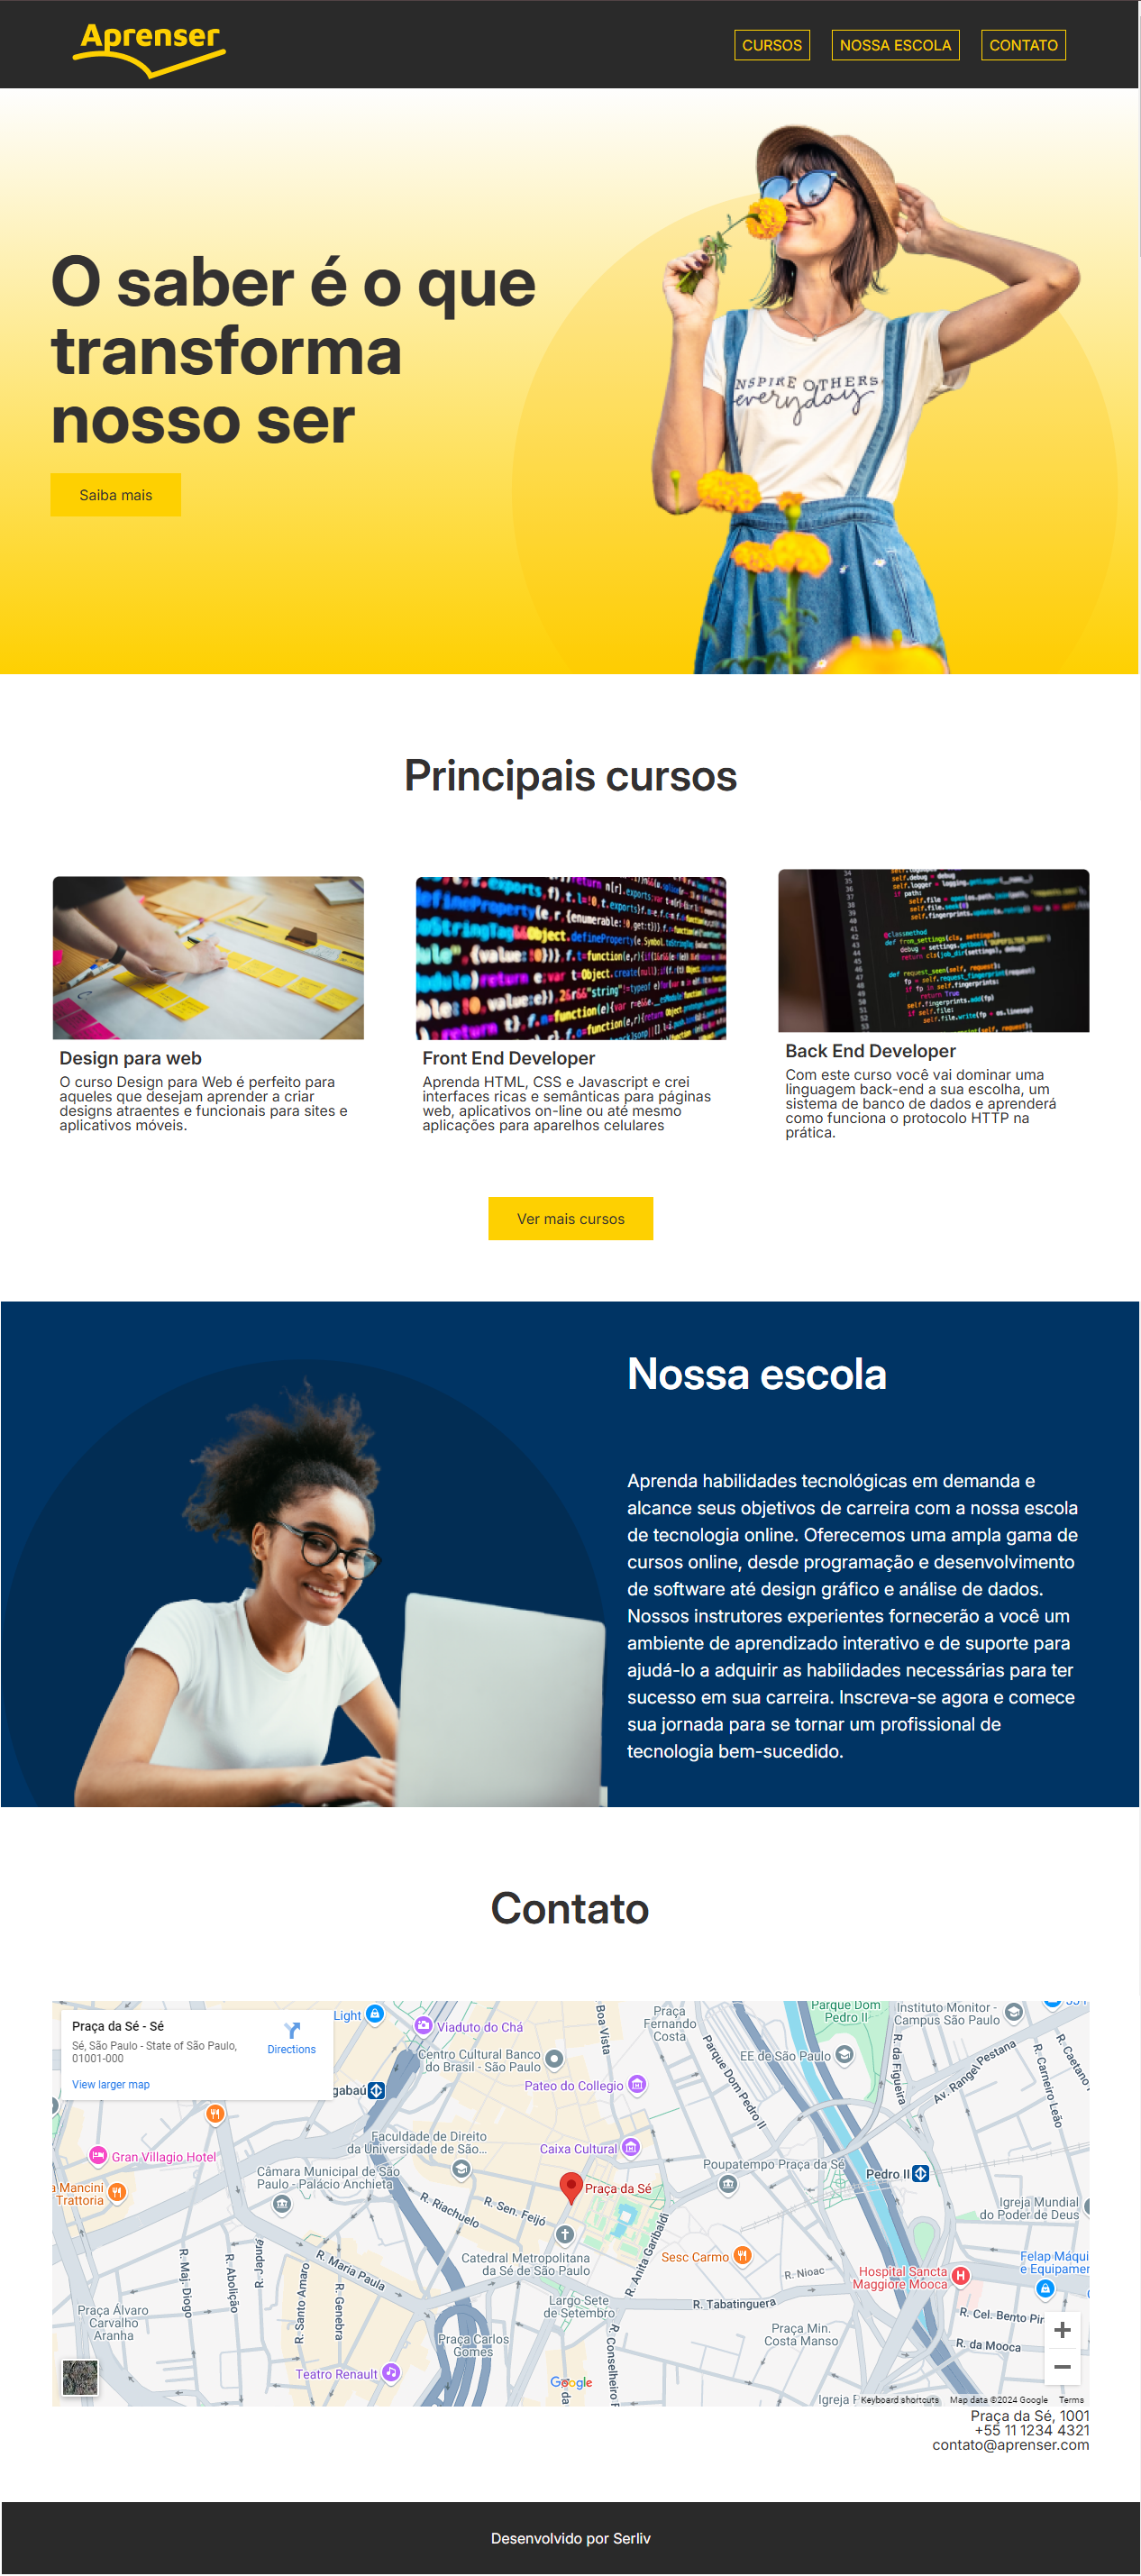 Aprenser
CURSOS
NOSSA ESCOLA
CONTATO
O saber é o que
transforma
nosso ser
Saiba mais
NSPIRE OTHERS
everyday
Principais cursos
Design para web
O curso Design para Web é perfeito para
aqueles que desejam aprender a criar
designs atraentes e funcionais para sites e
aplicativos móveis.
Front End Developer
Aprenda HTML, CSS e Javascript e crei
interfaces ricas e semânticas para páginas
web, aplicativos on-line ou até mesmo
aplicações para aparelhos celulares
Back End Developer
Com este curso você vai dominar uma
linguagem back-end a sua escolha, um
sistema de banco de dados e aprenderá
como funciona o protocolo HTTP na
prática.
Ver mais cursos
Nossa escola
Aprenda habilidades tecnológicas em demanda e
alcance seus objetivos de carreira com a nossa escola
de tecnologia online. Oferecemos uma ampla gama de
cursos online, desde programação e desenvolvimento
de software até design gráfico e análise de dados.
Nossos instrutores experientes fornecerão a você um
ambiente de aprendizado interativo e de suporte para
ajudá-lo a adquirir as habilidades necessárias para ter
sucesso em sua carreira. Inscreva-se agora e comece
sua jornada para se tornar um profissional de
tecnologia bem-sucedido.
Contato
Praça da Sé - Sé
Sé, São Paulo - State of São Paulo,
01001-000
Directions
View larger map
Light
Viaduto do Chá
Centro Cultural Banco
do Brasil - São Paulo
Pateo do Collegio
Boa Vista
Praça
Fernando
Costa
Parque Dom
Pedro II
Instituto Monitor -
Campus São Paulo
EE de São Paulo
R. da Figueira
Av. Rangel Pestana
R. Carneiro Leão
R. Caetano
Parque Dom Pedro II
gabaú
Gran Villagio Hotel
Faculdade de Direito
da Universidade de São...
Caixa Cultural
Câmara Municipal de São
Paulo - Palácio Anchieta
a Mancini
Trattoria
Praça da Sé
Poupatempo Praça da Sé
Pedro II
Igreja Mundial
do Poder de Deus
R. Riachuelo
R. Sen. Feijó
Catedral Metropolitana
da Sé de São Paulo
R. Anita Garibaldi
Sesc Carmo
R. Nioac
Hospital Sancta
Maggiore Mooca
Felap Máqui
e Equipamer
R. Maj. Diogo
R. Abolição
R. Japurá
R. Santo Amaro
R. Genebra
R. Maria Paula
Praça Álvaro
Carvalho
Aranha
Largo Sete
de Setembro
R. Tabatinguera
R. Cel. Bento Pir
R. da Mooca
Praça Carlos
Gomes
R. Conselheiro F
Praça Min.
Costa Manso
Teatro Renault
Google
da
Igreja F
Keyboard shortcuts
Map data ©2024 Google
Terms
Praça da Sé, 1001
+55 11 1234 4321
contato@aprenser.com
Desenvolvido por Serliv